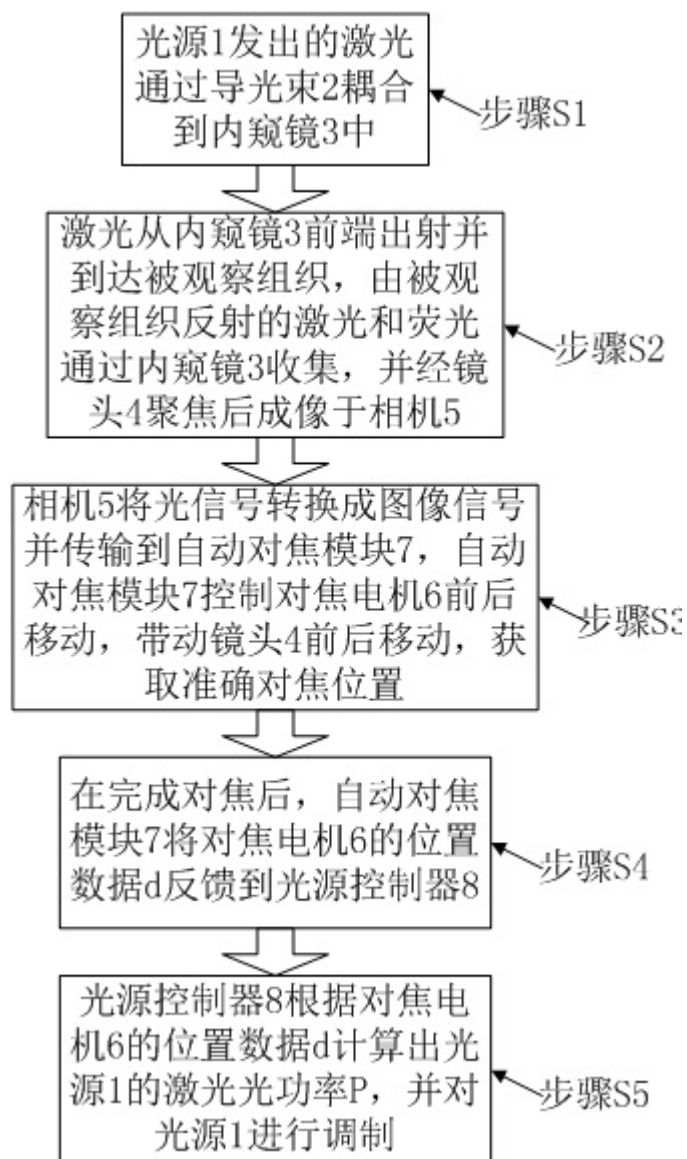 光源1发出的激光
通过导光束2耦合
到内窥镜3中
步骤S1
激光从内窥镜3前端出射并
到达被观察组织，由被观
察组织反射的激光和荧光
通过内窥镜3收集，并经镜
头4聚焦后成像于相机5
步骤S2
相机5将光信号转换成图像信号
并传输到自动对焦模块7，自动
对焦模块7控制对焦电机6前后
移动，带动镜头4前后移动，获
取准确对焦位置
步骤S3
在完成对焦后，自动对焦
模块7将对焦电机6的位置
数据d反馈到光源控制器8
步骤S4
光源控制器8根据对焦电
机6的位置数据d计算出光
源1的激光光功率P，并对
光源1进行调制
步骤S5